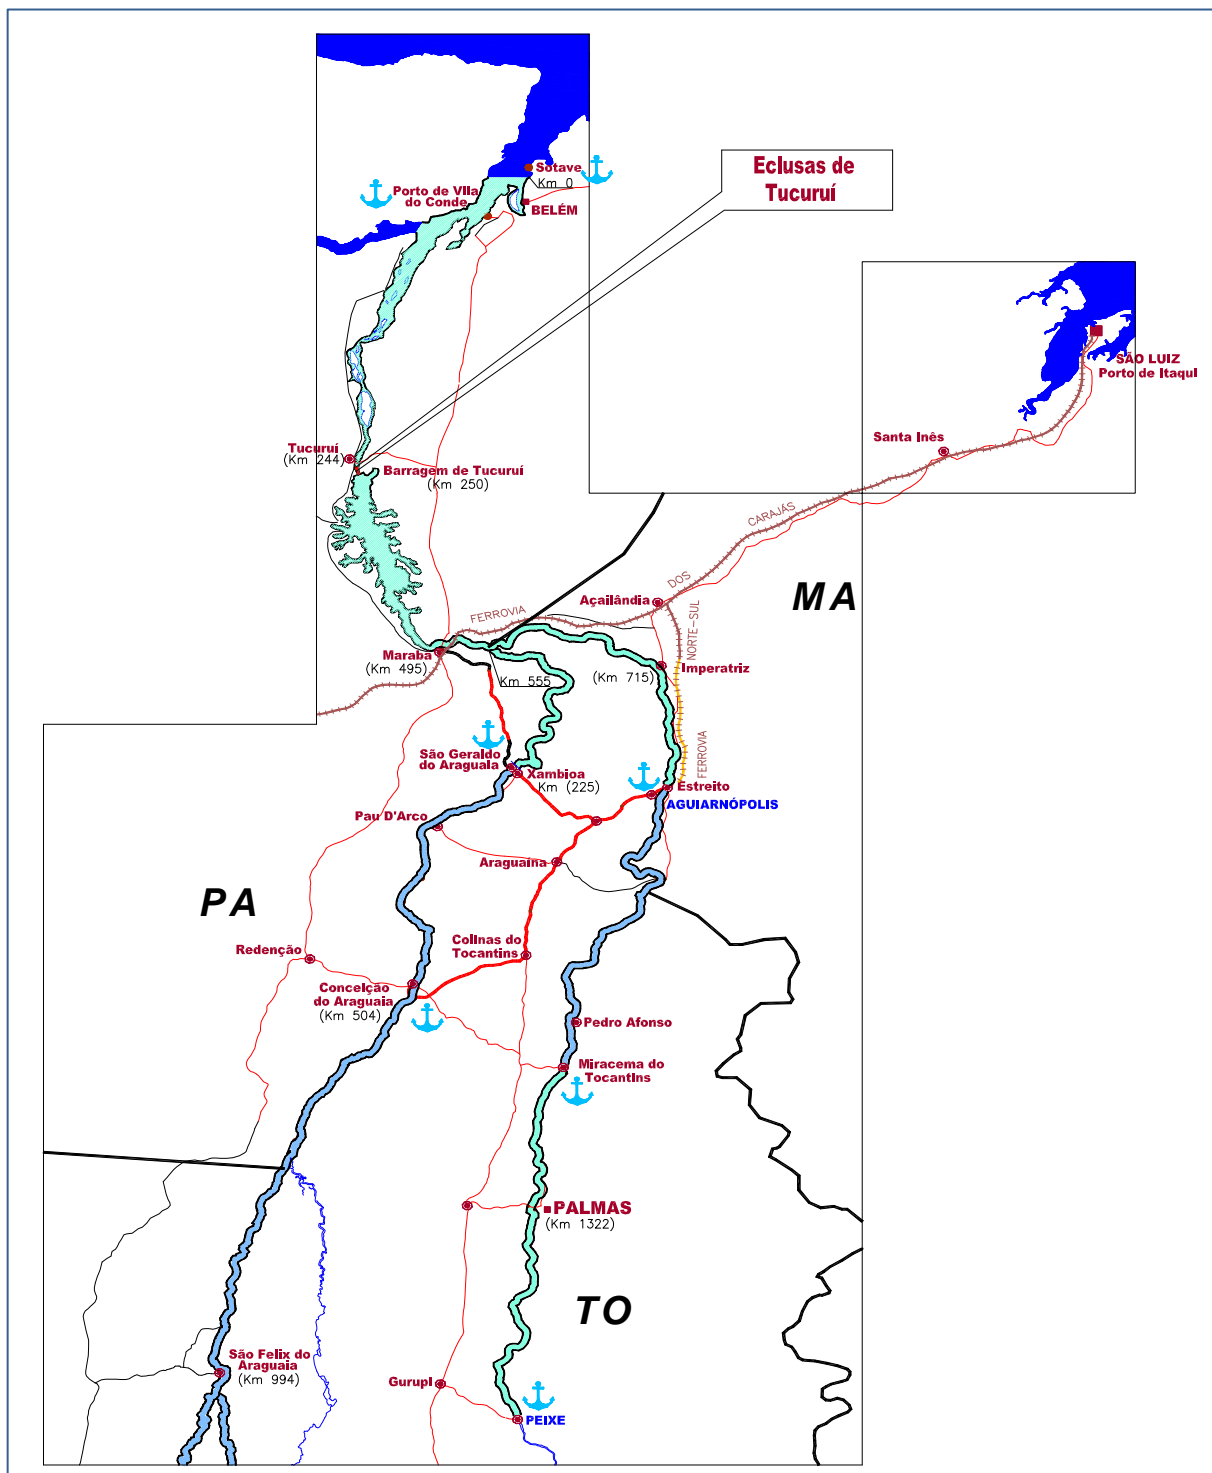 Eclusas de
Tucuruí
Sotave
Km 0
Porto de Vila
do Conde
BELÉM
SÃO LUIZ
Porto de Itaqui
Santa Inês
Tucuruí
(Km 244)
Barragem de Tucuruí
(Km 250)
CARAJÁS
DOS
FERROVIA
Açailândia
MA
NORTE-SUL
Marabá
(Km 495)
Km 555
(Km 715)
Imperatriz
FERROVIA
São Geraldo
do Araguaia
Xambioa
Km (225)
Estreito
AGUIARNÓPOLIS
Pau D'Arco
Araguaina
PA
Redenção
Colinas do
Tocantins
Conceição
do Araguaia
(Km 504)
Pedro Afonso
Miracema do
Tocantins
PALMAS
(Km 1322)
TO
São Felix do
Araguaia
(Km 994)
Gurupi
PEIXE